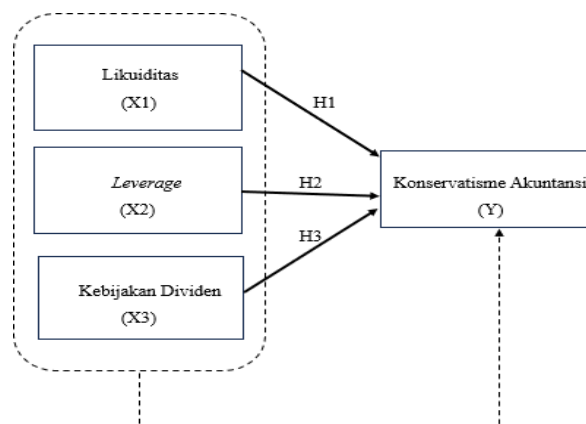 Likuiditas
(X1)
H1
Leverage
(X2)
H2
Konservatisme Akuntansi
(Y)
H3
Kebijakan Dividen
(X3)